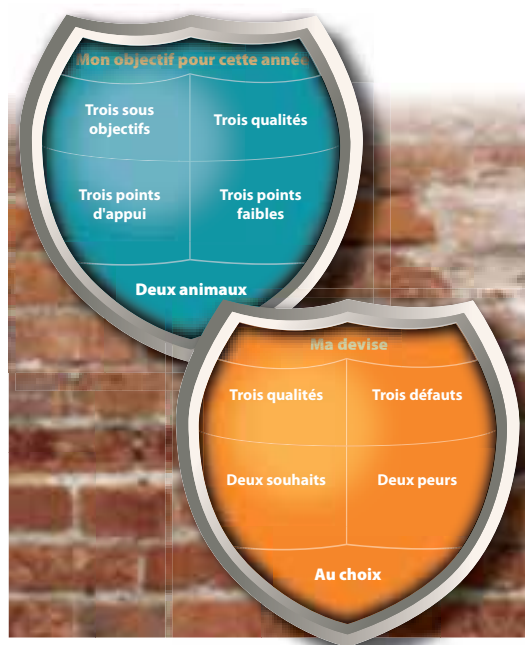 Mon objectif pour cette année
Trois sous
objectifs
Trois qualités
Trois points
d'appui
Trois points
faibles
Deux animaux
Ma devise
Trois qualités
Trois défauts
Deux souhaits
Deux peurs
Au choix